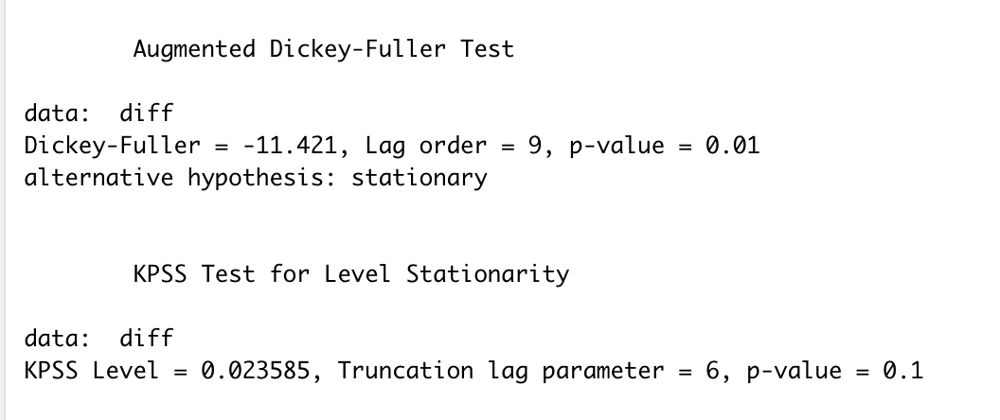 Augmented Dickey-Fuller Test
data:  diff
Dickey-Fuller = -11.421, Lag order = 9, p-value = 0.01
alternative hypothesis: stationary
KPSS Test for Level Stationarity
data:  diff
KPSS Level = 0.023585, Truncation lag parameter = 6, p-value = 0.1